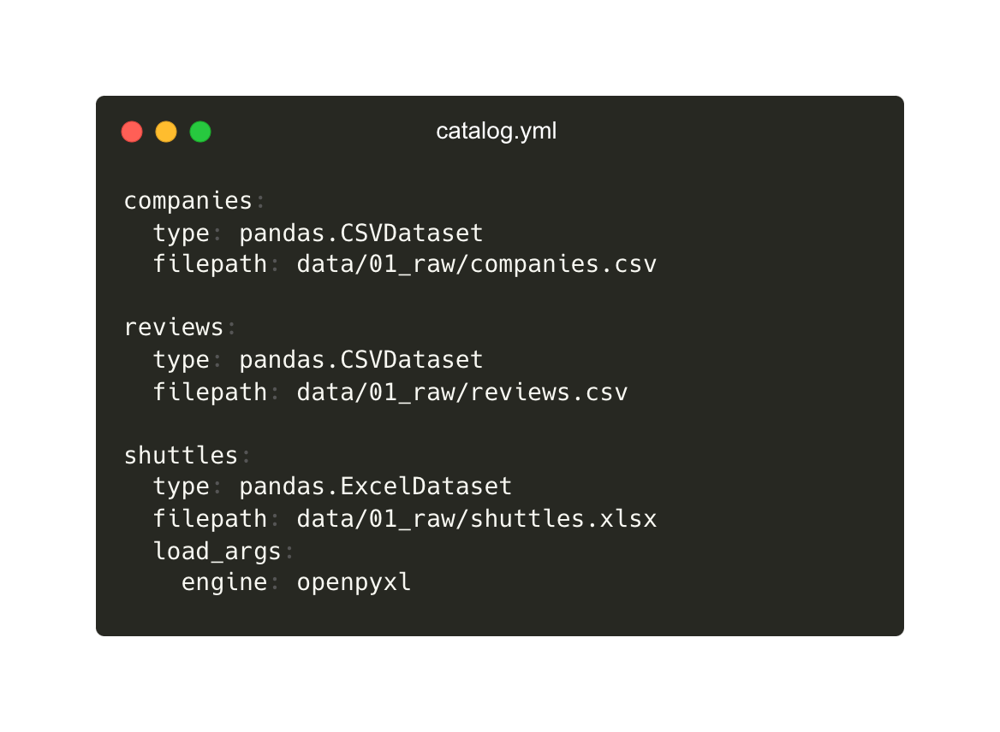 catalog.yml
companies:
  type: pandas.CSVDataset
  filepath: data/01_raw/companies.csv

reviews:
  type: pandas.CSVDataset
  filepath: data/01_raw/reviews.csv

shuttles:
  type: pandas.ExcelDataset
  filepath: data/01_raw/shuttles.xlsx
  load_args:
    engine: openpyxl